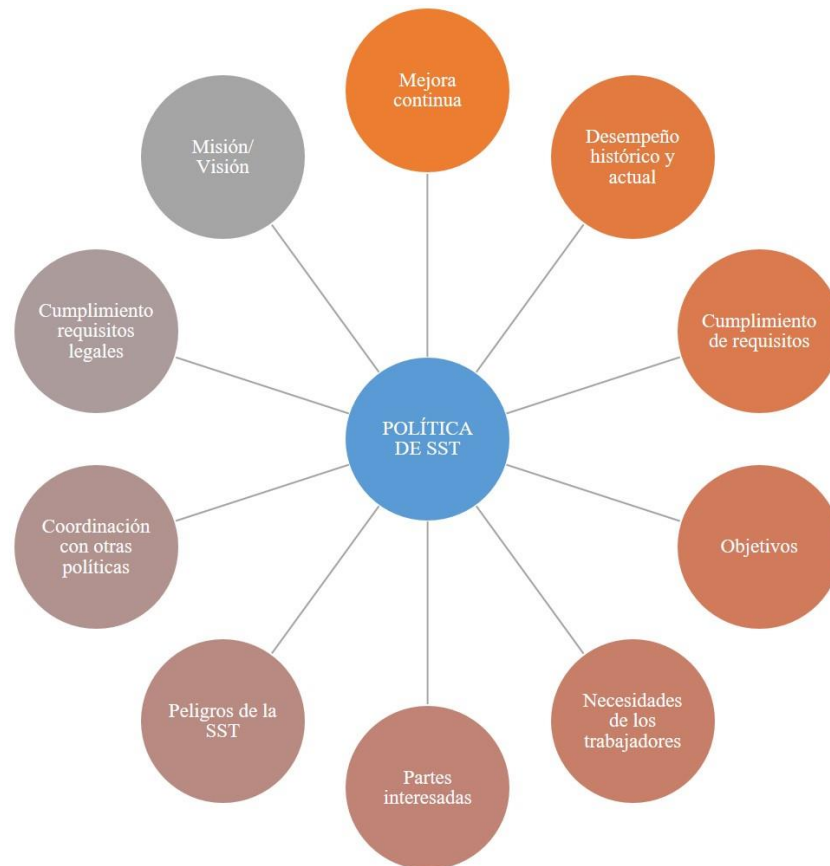 Mejora
continua
Desempeño
histórico y
actual
Cumplimiento
de requisitos
Objetivos
Necesidades
de los
trabajadores
Partes
interesadas
Peligros de la
SST
Coordinación
con otras
políticas
Cumplimiento
requisitos
legales
Misión/
Visión
POLÍTICA
DE SST